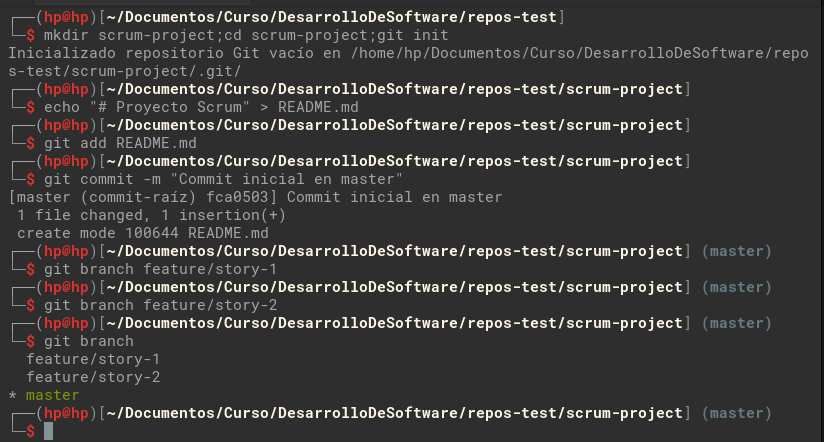 ┌──(hp@hp)[~/Documentos/Curso/DesarrolloDeSoftware/repos-test]
└─$ mkdir scrum-project;cd scrum-project;git init
Inicializado repositorio Git vacío en /home/hp/Documentos/Curso/DesarrolloDeSoftware/repo
s-test/scrum-project/.git/
┌──(hp@hp)[~/Documentos/Curso/DesarrolloDeSoftware/repos-test/scrum-project]
└─$ echo "# Proyecto Scrum" > README.md
┌──(hp@hp)[~/Documentos/Curso/DesarrolloDeSoftware/repos-test/scrum-project]
└─$ git add README.md
┌──(hp@hp)[~/Documentos/Curso/DesarrolloDeSoftware/repos-test/scrum-project]
└─$ git commit -m "Commit inicial en master"
[master (commit-raíz) fca0503] Commit inicial en master
 1 file changed, 1 insertion(+)
 create mode 100644 README.md
┌──(hp@hp)[~/Documentos/Curso/DesarrolloDeSoftware/repos-test/scrum-project] (master)
└─$ git branch feature/story-1
┌──(hp@hp)[~/Documentos/Curso/DesarrolloDeSoftware/repos-test/scrum-project] (master)
└─$ git branch feature/story-2
┌──(hp@hp)[~/Documentos/Curso/DesarrolloDeSoftware/repos-test/scrum-project] (master)
└─$ git branch
  feature/story-1
  feature/story-2
* master
┌──(hp@hp)[~/Documentos/Curso/DesarrolloDeSoftware/repos-test/scrum-project] (master)
└─$